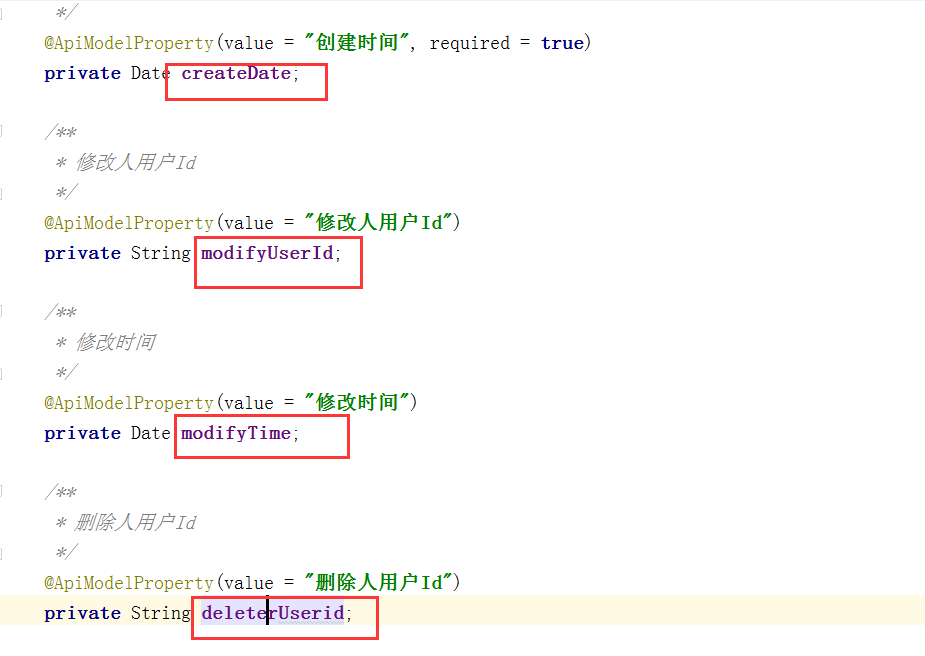 */
@ApiModelProperty(value = "创建时间", required = true)
private Date createDate;
/**
* 修改人用户Id
*/
@ApiModelProperty(value = "修改人用户Id")
private String modifyUserId;
/**
* 修改时间
*/
@ApiModelProperty(value = "修改时间")
private Date modifyTime;
/**
* 删除人用户Id
*/
@ApiModelProperty(value = "删除人用户Id")
private String deleterUserid;